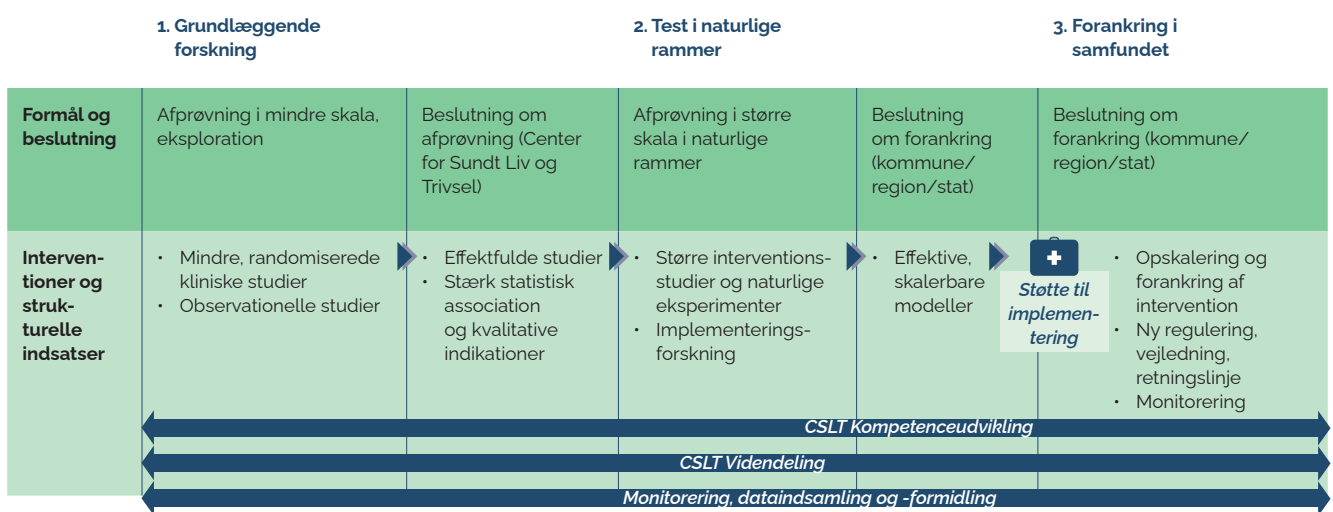 1. Grundlæggende
forskning
2. Test i naturlige
rammer
3. Forankring i
samfundet
Formål og
beslutning
Afprøvning i mindre skala,
eksploration
Beslutning om
afprøvning (Center
for Sundt Liv og
Trivsel)
Afprøvning i større
skala i naturlige
rammer
Beslutning
om forankring
(kommune/
region/stat)
Beslutning om
forankring (kommune/
region/stat)
Interven-
tioner og
struk-
turelle
indsatser
• Mindre, randomiserede
kliniske studier
• Observationelle studier
• Effektfulde studier
• Stærk statistisk
association
og kvalitative
indikationer
• Større interventions-
studier og naturlige
eksperimenter
• Implementerings-
forskning
• Effektive,
skalerbare
modeller
Støtte til
implemen-
tering
• Opskalering og
forankring af
intervention
• Ny regulering,
vejledning,
retningslinje
• Monitorering
CSLT Kompetenceudvikling
CSLT Videndeling
Monitorering, dataindsamling og -formidling